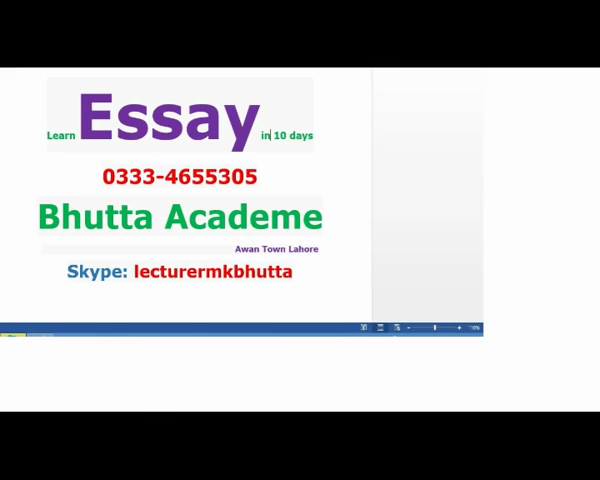 Learn Essay in 10 days
0333-4655305
Bhutta Academe
Awan Town Lahore
Skype: lecturermkbhutta